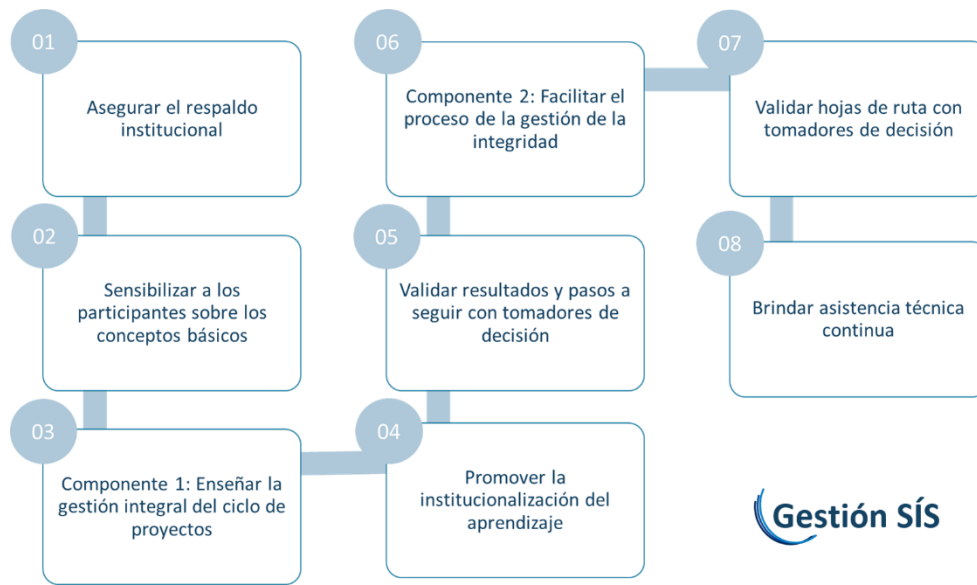 01
Asegurar el respaldo
institucional
02
Sensibilizar a los
participantes sobre los
conceptos básicos
03
Componente 1: Enseñar la
gestión integral del ciclo de
proyectos
04
Promover la
institucionalización del
aprendizaje
05
Validar resultados y pasos a
seguir con tomadores de
decisión
06
Componente 2: Facilitar el
proceso de la gestión de la
integridad
07
Validar hojas de ruta con
tomadores de decisión
08
Brindar asistencia técnica
continua
Gestión SÍS